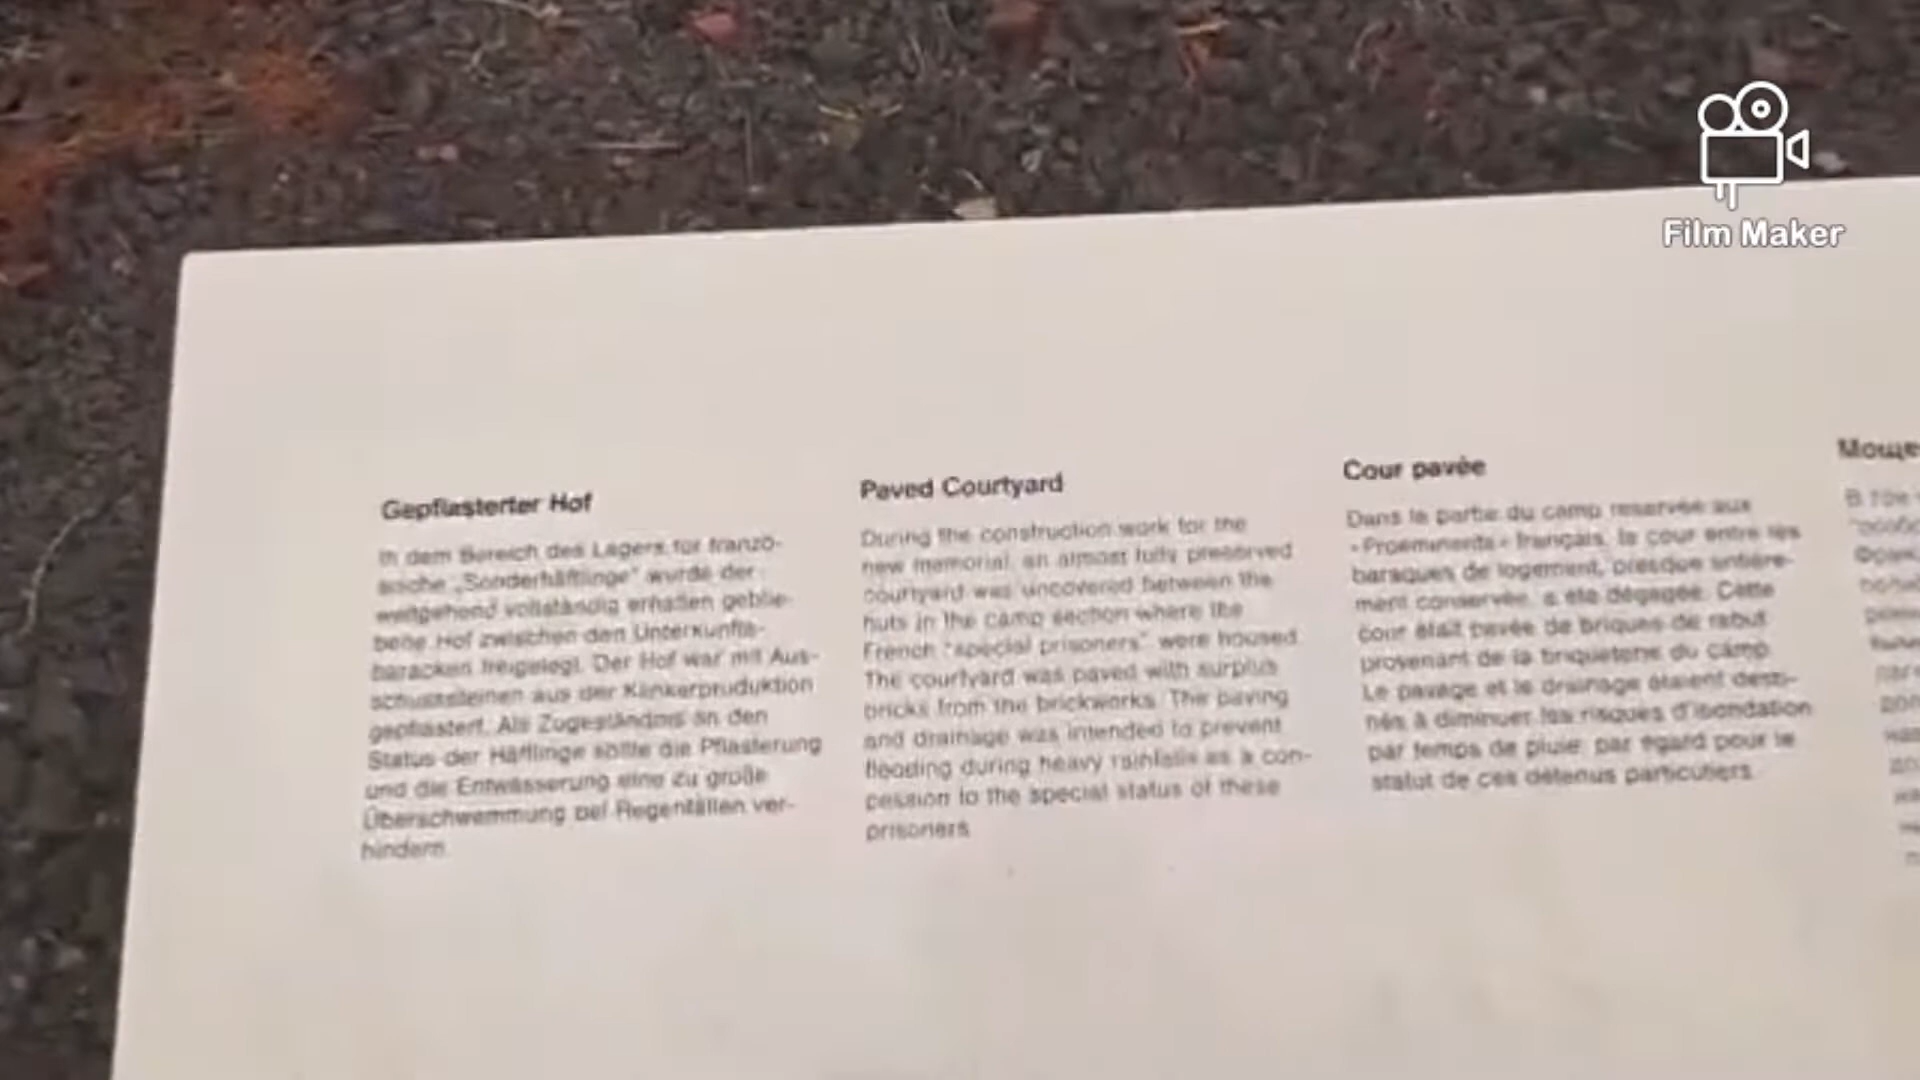 Film Maker
Gepflasterter Hof
In dem Bereich des Lagers für franzö-
sische „Sonderhäftlinge" wurde der
weitgehend vollständig erhalten geblie-
bene Hof zwischen den Unterkunfts-
baracken freigelegt. Der Hof war mit Aus-
schusssteinen aus der Klinkerproduktion
gepflastert. Als Zugeständnis an den
Status der Häftlinge sollte die Pflasterung
und die Entwässerung eine zu große
Überschwemmung bei Regenfällen ver-
hindern.
Paved Courtyard
During the construction work for the
new memorial, an almost fully preserved
courtyard was uncovered between the
huts in the camp section where the
French "special prisoners" were housed.
The courtyard was paved with surplus
bricks from the brickworks. The paving
and drainage was intended to prevent
flooding during heavy rainfalls as a con-
cession to the special status of these
prisoners.
Cour pavée
Dans la partie du camp reservée aux
«Proeminents» français, la cour entre les
baraques de logement, presque entière-
ment conservée, a été dégagée. Cette
cour était pavée de briques de rebut
provenant de la briqueterie du camp.
Le pavage et le drainage étaient desti-
nés à diminuer les risques d'isondation
par temps de pluie, par égard pour le
statut de ces détenus particuliers.